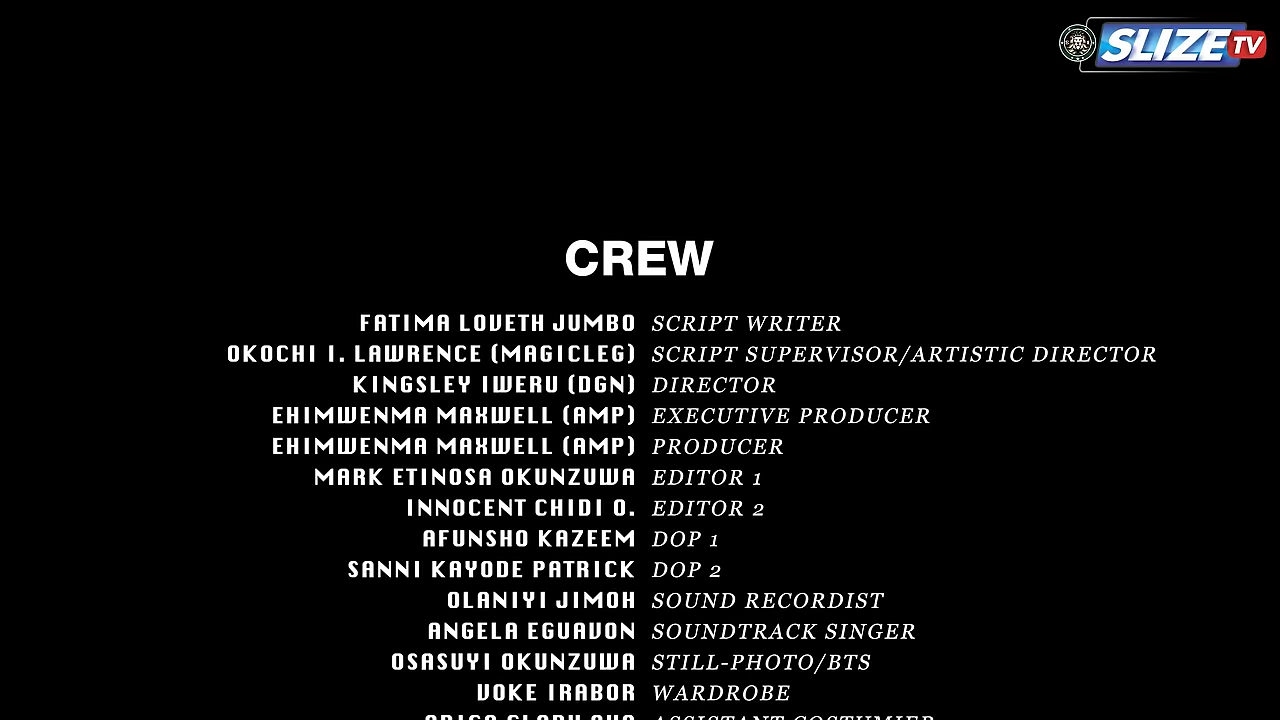 SLIZE TV
CREW
FATIMA LOVETH JUMBO SCRIPT WRITER
OKOCHI I. LAWRENCE (MAGICLEG) SCRIPT SUPERVISOR/ARTISTIC DIRECTOR
KINGSLEY IWERU (DGN) DIRECTOR
EHIMWENMA MAXWELL (AMP) EXECUTIVE PRODUCER
EHIMWENMA MAXWELL (AMP) PRODUCER
MARK ETINOSA OKUNZUWA EDITOR 1
INNOCENT CHIDI O. EDITOR 2
AFUNSHO KAZEEM DOP 1
SANNI KAYODE PATRICK DOP 2
OLANIYI JIMOH SOUND RECORDIST
ANGELA EGUAVON SOUNDTRACK SINGER
OSASUYI OKUNZUWA STILL-PHOTO/BTS
VOKE IRABOR WARDROBE
ASSISTANT COSTUMIER